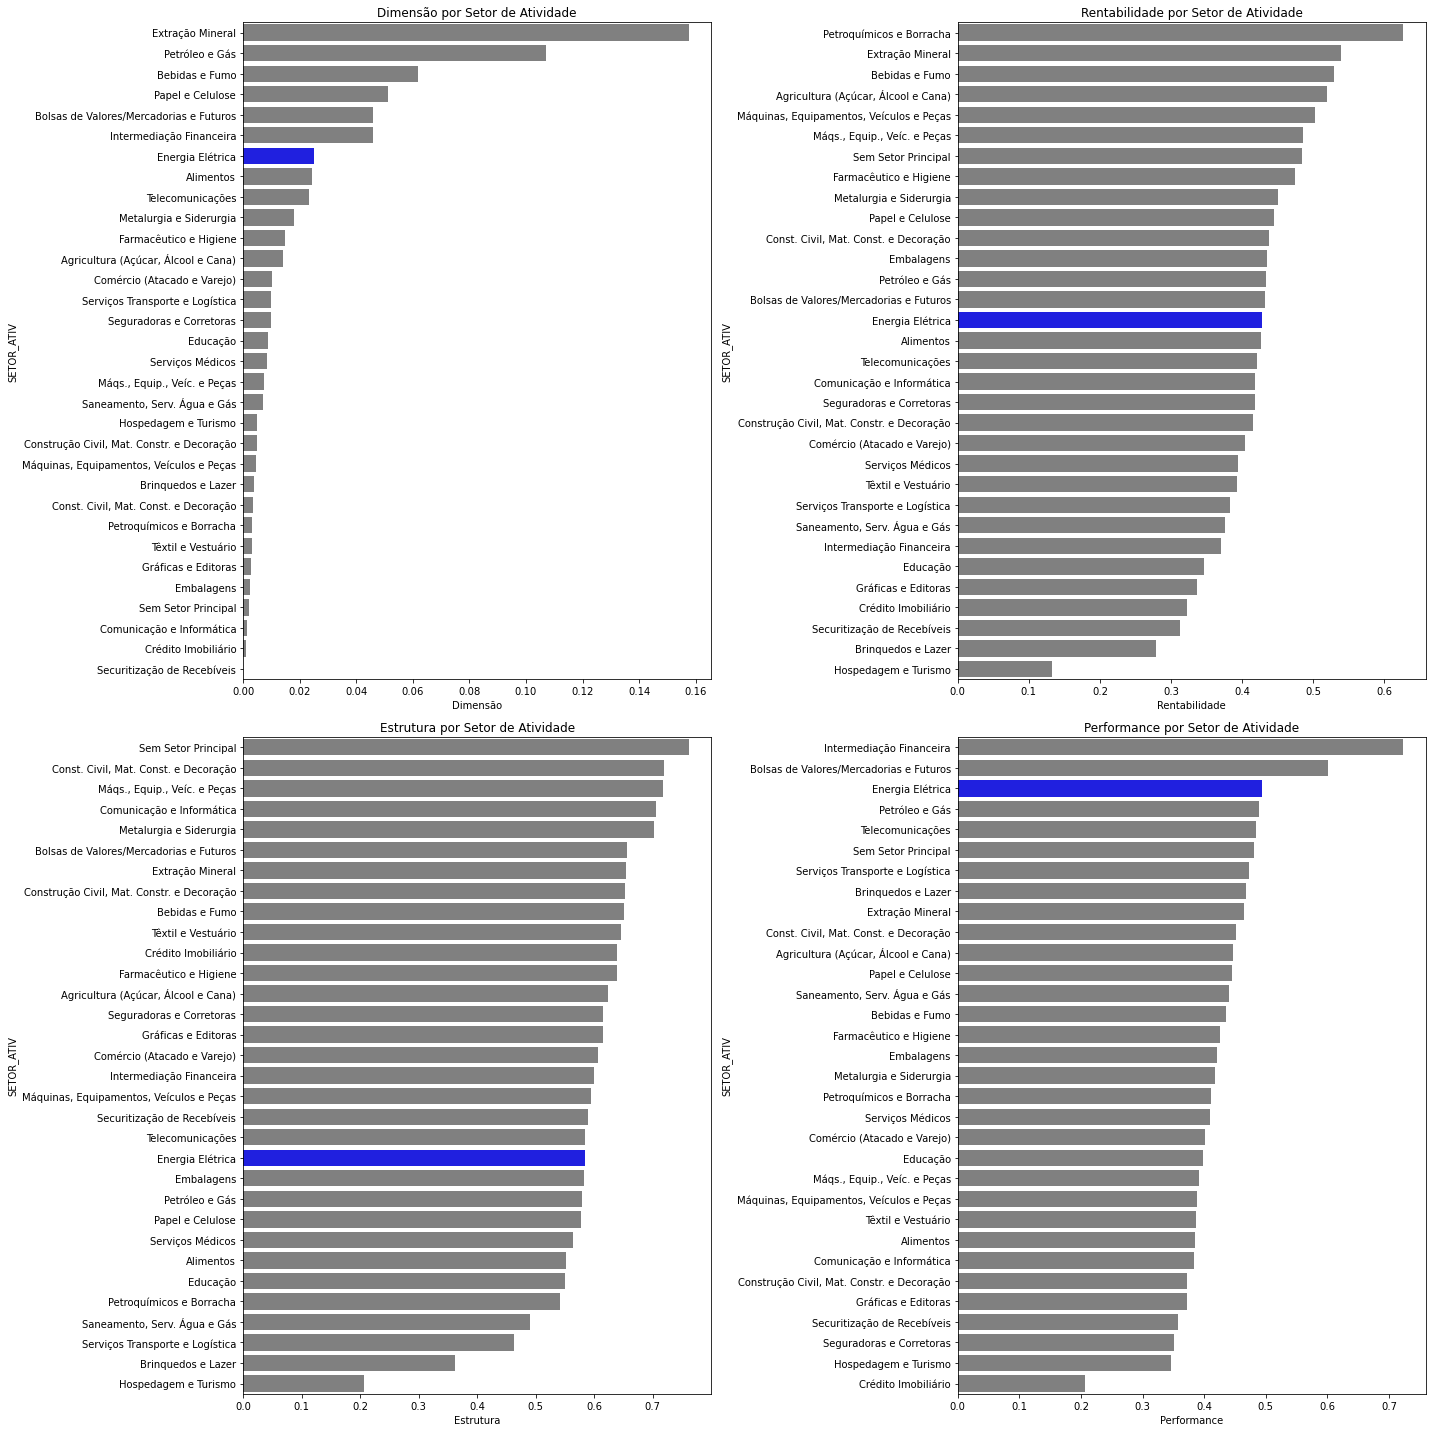 Dimensão por Setor de Atividade
SETOR_ATIV
Extração Mineral
Petróleo e Gás
Bebidas e Fumo
Papel e Celulose
Bolsas de Valores/Mercadorias e Futuros
Intermediação Financeira
Energia Elétrica
Alimentos
Telecomunicações
Metalurgia e Siderurgia
Farmacêutico e Higiene
Agricultura (Açúcar, Álcool e Cana)
Comércio (Atacado e Varejo)
Serviços Transporte e Logística
Seguradoras e Corretoras
Educação
Serviços Médicos
Máqs., Equip., Veíc. e Peças
Saneamento, Serv. Água e Gás
Hospedagem e Turismo
Construção Civil, Mat. Constr. e Decoração
Máquinas, Equipamentos, Veículos e Peças
Brinquedos e Lazer
Const. Civil, Mat. Const. e Decoração
Petroquímicos e Borracha
Têxtil e Vestuário
Gráficas e Editoras
Embalagens
Sem Setor Principal
Comunicação e Informática
Crédito Imobiliário
Securitização de Recebíveis
0.00 0.02 0.04 0.06 0.08 0.10 0.12 0.14 0.16
Dimensão
Rentabilidade por Setor de Atividade
SETOR_ATIV
Petroquímicos e Borracha
Extração Mineral
Bebidas e Fumo
Agricultura (Açúcar, Álcool e Cana)
Máquinas, Equipamentos, Veículos e Peças
Máqs., Equip., Veíc. e Peças
Sem Setor Principal
Farmacêutico e Higiene
Metalurgia e Siderurgia
Papel e Celulose
Const. Civil, Mat. Const. e Decoração
Embalagens
Petróleo e Gás
Bolsas de Valores/Mercadorias e Futuros
Energia Elétrica
Alimentos
Telecomunicações
Comunicação e Informática
Seguradoras e Corretoras
Construção Civil, Mat. Constr. e Decoração
Comércio (Atacado e Varejo)
Serviços Médicos
Têxtil e Vestuário
Serviços Transporte e Logística
Saneamento, Serv. Água e Gás
Intermediação Financeira
Educação
Gráficas e Editoras
Crédito Imobiliário
Securitização de Recebíveis
Brinquedos e Lazer
Hospedagem e Turismo
0.0 0.1 0.2 0.3 0.4 0.5 0.6
Rentabilidade
Estrutura por Setor de Atividade
SETOR_ATIV
Sem Setor Principal
Const. Civil, Mat. Const. e Decoração
Máqs., Equip., Veíc. e Peças
Comunicação e Informática
Metalurgia e Siderurgia
Bolsas de Valores/Mercadorias e Futuros
Extração Mineral
Construção Civil, Mat. Constr. e Decoração
Bebidas e Fumo
Têxtil e Vestuário
Crédito Imobiliário
Farmacêutico e Higiene
Agricultura (Açúcar, Álcool e Cana)
Seguradoras e Corretoras
Gráficas e Editoras
Comércio (Atacado e Varejo)
Intermediação Financeira
Máquinas, Equipamentos, Veículos e Peças
Securitização de Recebíveis
Telecomunicações
Energia Elétrica
Embalagens
Petróleo e Gás
Papel e Celulose
Serviços Médicos
Alimentos
Educação
Petroquímicos e Borracha
Saneamento, Serv. Água e Gás
Serviços Transporte e Logística
Brinquedos e Lazer
Hospedagem e Turismo
0.0 0.1 0.2 0.3 0.4 0.5 0.6 0.7
Estrutura
Performance por Setor de Atividade
SETOR_ATIV
Intermediação Financeira
Bolsas de Valores/Mercadorias e Futuros
Energia Elétrica
Petróleo e Gás
Telecomunicações
Sem Setor Principal
Serviços Transporte e Logística
Brinquedos e Lazer
Extração Mineral
Const. Civil, Mat. Const. e Decoração
Agricultura (Açúcar, Álcool e Cana)
Papel e Celulose
Saneamento, Serv. Água e Gás
Bebidas e Fumo
Farmacêutico e Higiene
Embalagens
Metalurgia e Siderurgia
Petroquímicos e Borracha
Serviços Médicos
Comércio (Atacado e Varejo)
Educação
Máqs., Equip., Veíc. e Peças
Máquinas, Equipamentos, Veículos e Peças
Têxtil e Vestuário
Alimentos
Comunicação e Informática
Construção Civil, Mat. Constr. e Decoração
Gráficas e Editoras
Securitização de Recebíveis
Seguradoras e Corretoras
Hospedagem e Turismo
Crédito Imobiliário
0.0 0.1 0.2 0.3 0.4 0.5 0.6 0.7
Performance